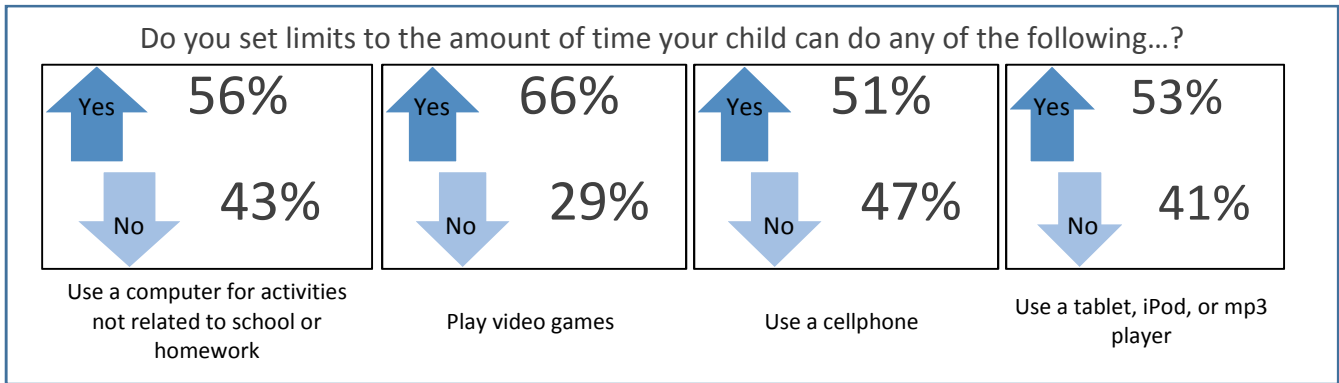 Do you set limits to the amount of time your child can do any of the following...?
Yes 56%
No 43%
Use a computer for activities
not related to school or
homework
Yes 66%
No 29%
Play video games
Yes 51%
No 47%
Use a cellphone
Yes 53%
No 41%
Use a tablet, iPod, or mp3
player